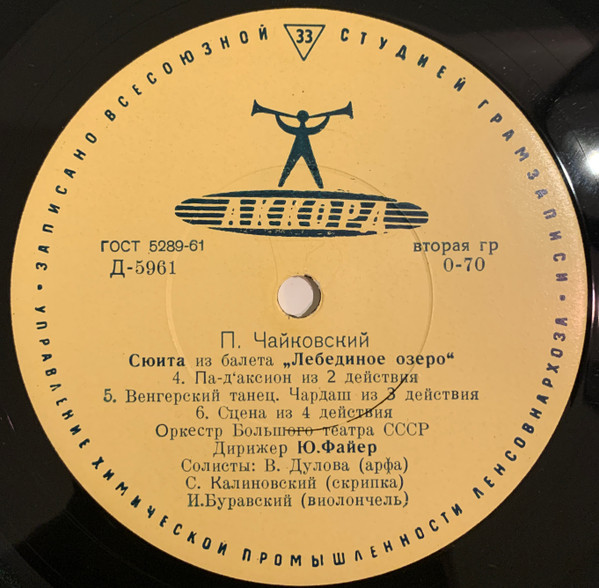 · ЗАПИСАНО ВСЕСОЮЗНОЙ 33 СТУДИЕЙ ГРАМЗАПИСИ ·
АККОРД
ГОСТ 5289-61
вторая гр
Д-5961
0-70
П. Чайковский
Сюита из балета „Лебединое озеро“
4. Па-д'аксион из 2 действия
5. Венгерский танец. Чардаш из 3 действия
6. Сцена из 4 действия
Оркестр Большого театра СССР
Дирижер Ю.Файер
Солисты: В. Дулова (арфа)
С. Калиновский (скрипка)
И.Буравский (виолончель)
УПРАВЛЕНИЕ ХИМИЧЕСКОЙ ПРОМЫШЛЕННОСТИ ЛЕНСОВНАРХОЗА